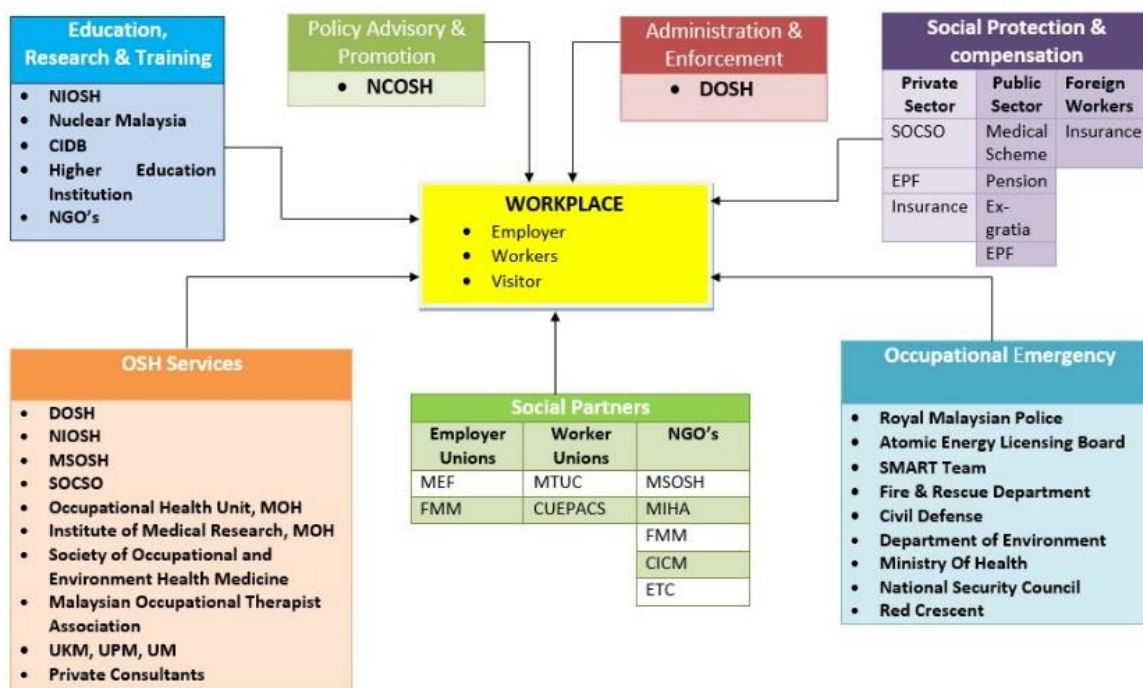 Education,
Research & Training
• NIOSH
• Nuclear Malaysia
• CIDB
• Higher Education
Institution
• NGO's
Policy Advisory &
Promotion
• NCOSH
Administration &
Enforcement
• DOSH
Social Protection &
compensation
Private Sector Public Sector Foreign Workers
SOCSO Medical Scheme Insurance
EPF Pension
Insurance Ex-gratia
EPF
WORKPLACE
• Employer
• Workers
• Visitor
OSH Services
• DOSH
• NIOSH
• MSOSH
• SOCSO
• Occupational Health Unit, MOH
• Institute of Medical Research, MOH
• Society of Occupational and
Environment Health Medicine
• Malaysian Occupational Therapist
Association
• UKM, UPM, UM
• Private Consultants
Social Partners
Employer Unions Worker Unions NGO's
MEF MTUC MSOSH
FMM CUEPACS MIHA
FMM
CICM
ETC
Occupational Emergency
• Royal Malaysian Police
• Atomic Energy Licensing Board
• SMART Team
• Fire & Rescue Department
• Civil Defense
• Department of Environment
• Ministry Of Health
• National Security Council
• Red Crescent